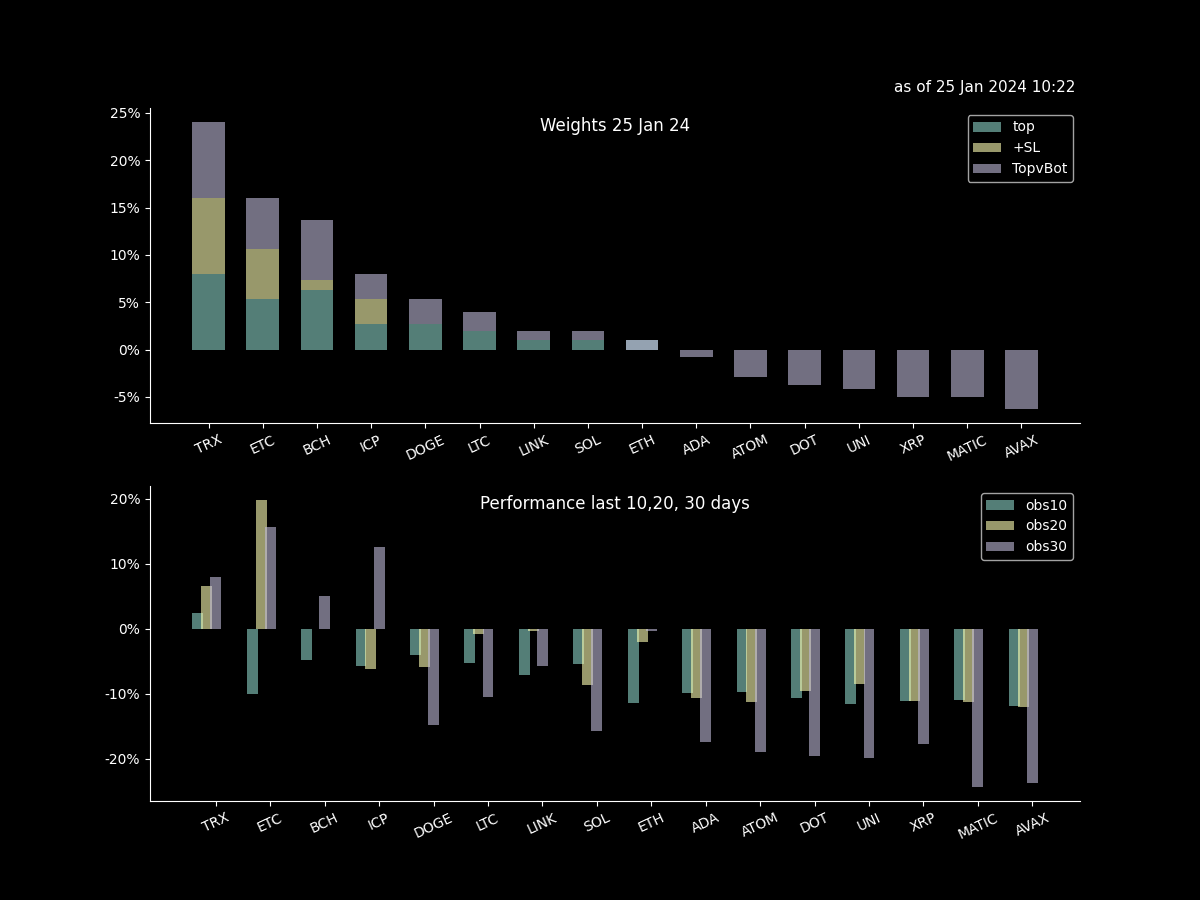 as of 25 Jan 2024 10:22
Weights 25 Jan 24
top
+SL
TopvBot
25%
20%
15%
10%
5%
0%
-5%
TRX ETC BCH ICP DOGE LTC LINK SOL ETH ADA ATOM DOT UNI XRP MATIC AVAX
Performance last 10,20, 30 days
obs10
obs20
obs30
20%
10%
0%
-10%
-20%
TRX ETC BCH ICP DOGE LTC LINK SOL ETH ADA ATOM DOT UNI XRP MATIC AVAX